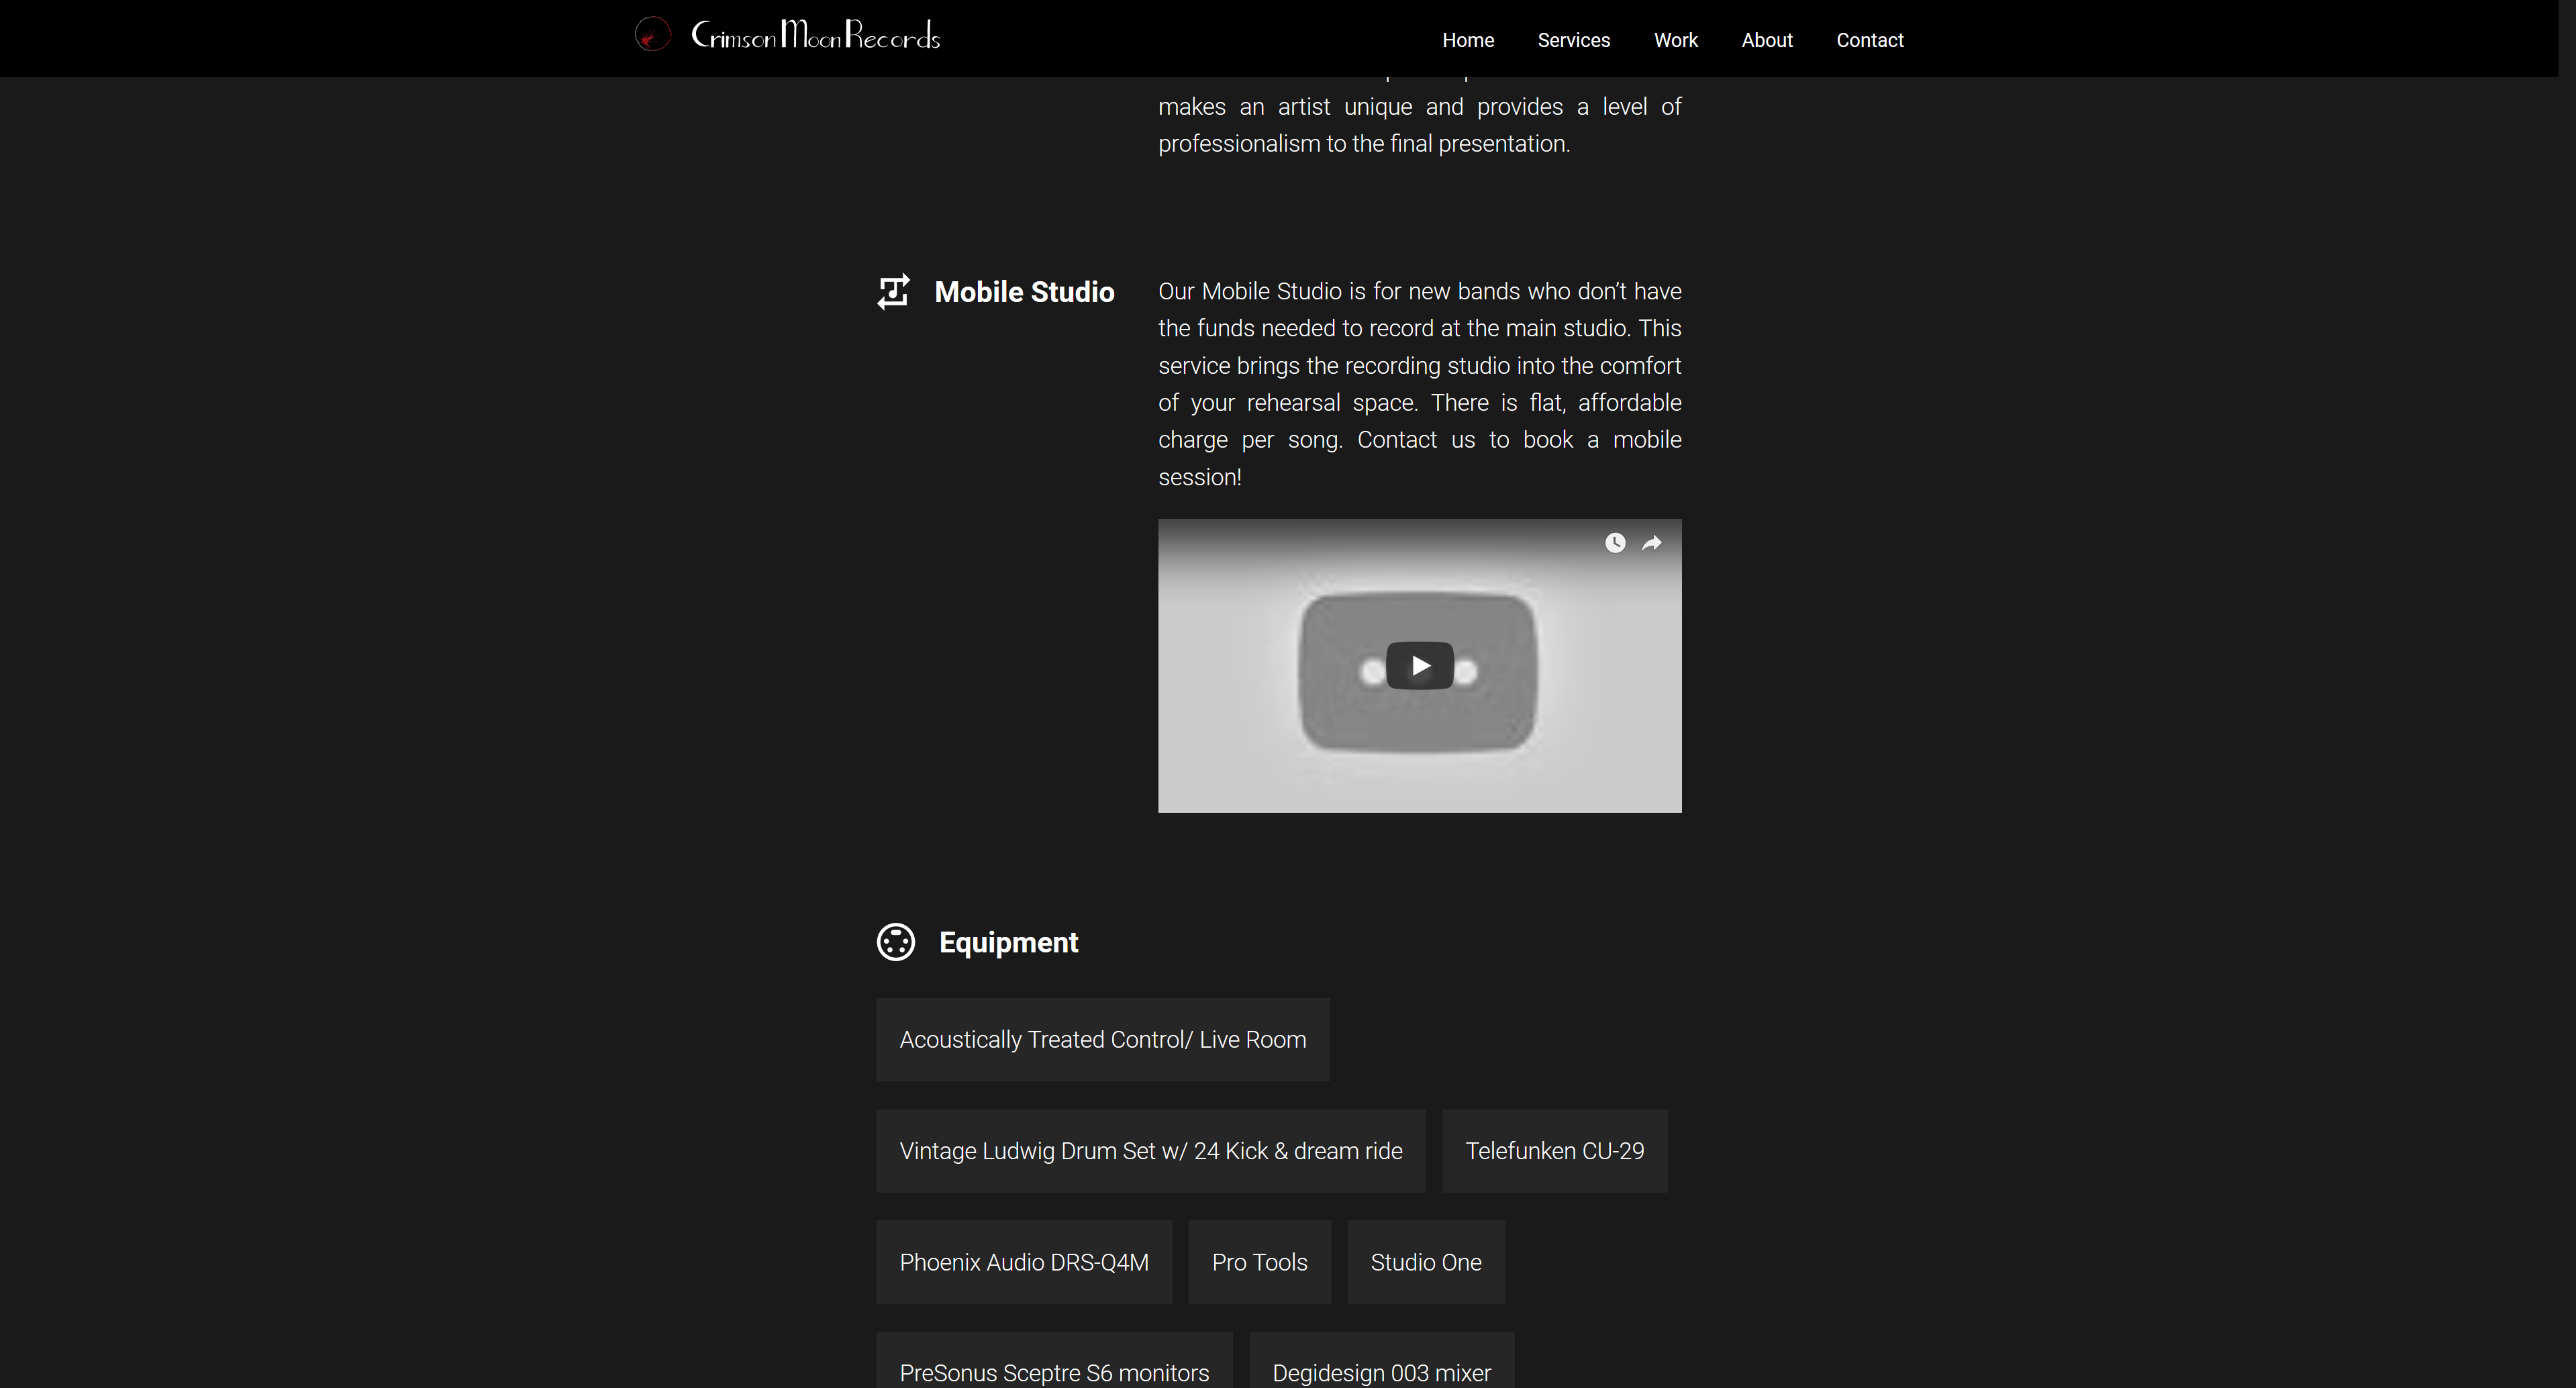 Crimson Moon Records
Home Services Work About Contact
makes an artist unique and provides a level of
professionalism to the final presentation.
Mobile Studio
Our Mobile Studio is for new bands who don’t have
the funds needed to record at the main studio. This
service brings the recording studio into the comfort
of your rehearsal space. There is flat, affordable
charge per song. Contact us to book a mobile
session!
Equipment
Acoustically Treated Control/ Live Room
Vintage Ludwig Drum Set w/ 24 Kick & dream ride
Telefunken CU-29
Phoenix Audio DRS-Q4M
Pro Tools
Studio One
PreSonus Sceptre S6 monitors
Degidesign 003 mixer